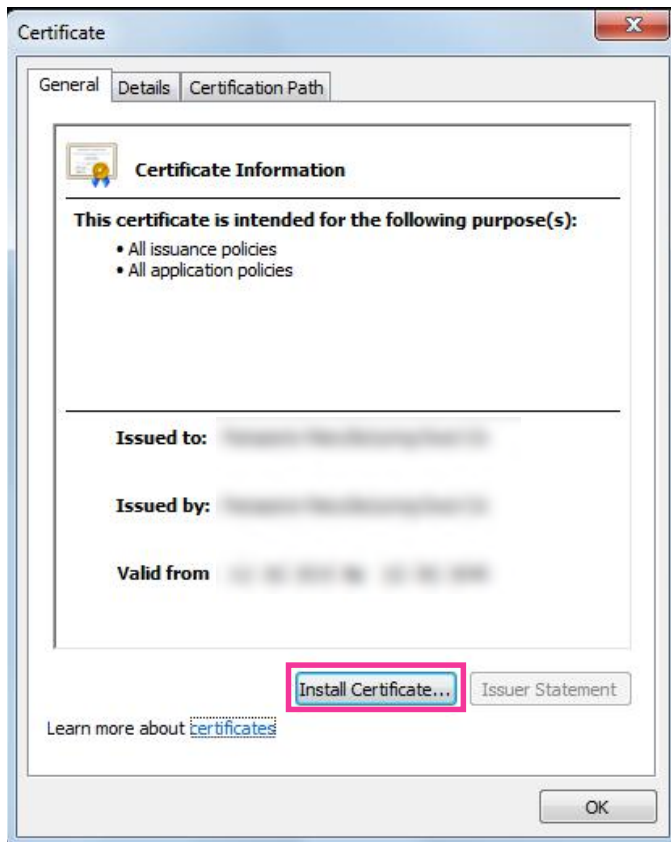 Certificate
General Details Certification Path
Certificate Information
This certificate is intended for the following purpose(s):
• All issuance policies
• All application policies
Issued to:
Issued by:
Valid from
Install Certificate... Issuer Statement
Learn more about certificates
OK